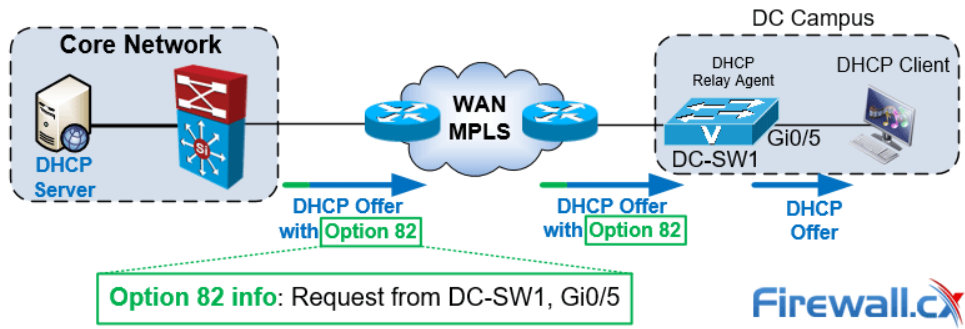 DC Campus
Core Network
DHCP
Relay Agent
DHCP Client
WAN
MPLS
Si
V
Gi0/5
DC-SW1
DHCP
Server
DHCP Offer
with Option 82
DHCP Offer
with Option 82
DHCP
Offer
Option 82 info: Request from DC-SW1, Gi0/5
Firewall.cx